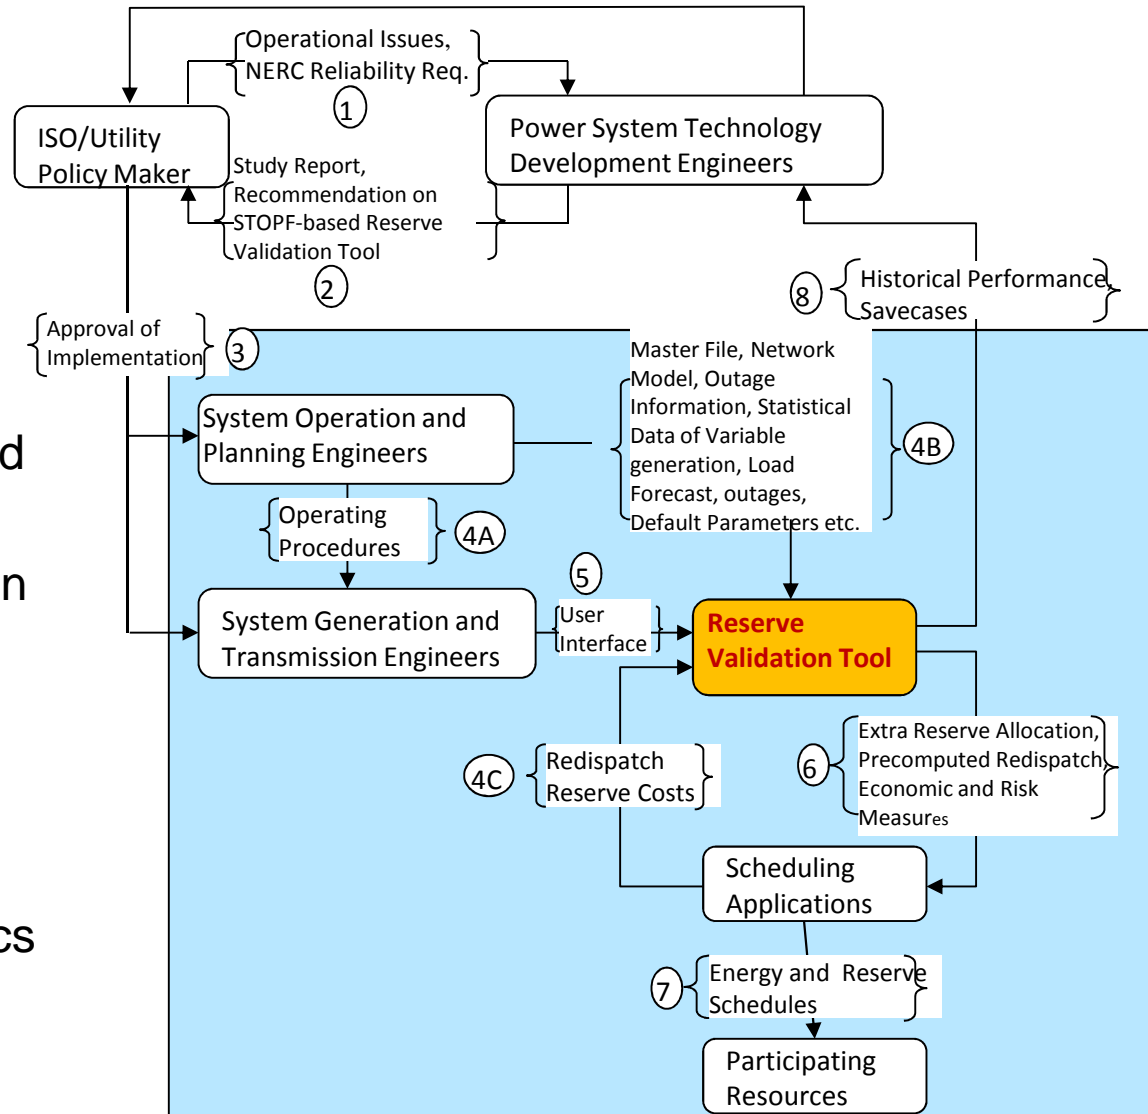 Operational Issues,
NERC Reliability Req.
1
ISO/Utility
Policy Maker
Power System Technology
Development Engineers
Study Report,
Recommendation on
STOPF-based Reserve
Validation Tool
2
8
Historical Performance,
Savecases
Approval of
Implementation
3
Master File, Network
Model, Outage
Information, Statistical
Data of Variable
generation, Load
Forecast, outages,
Default Parameters etc.
4B
System Operation and
Planning Engineers
d
Operating
Procedures
4A
n
5
System Generation and
Transmission Engineers
User
Interface
Reserve
Validation Tool
4C
Redispatch
Reserve Costs
6
Extra Reserve Allocation,
Precomputed Redispatch,
Economic and Risk
Measures
Scheduling
Applications
cs
7
Energy and Reserve
Schedules
Participating
Resources